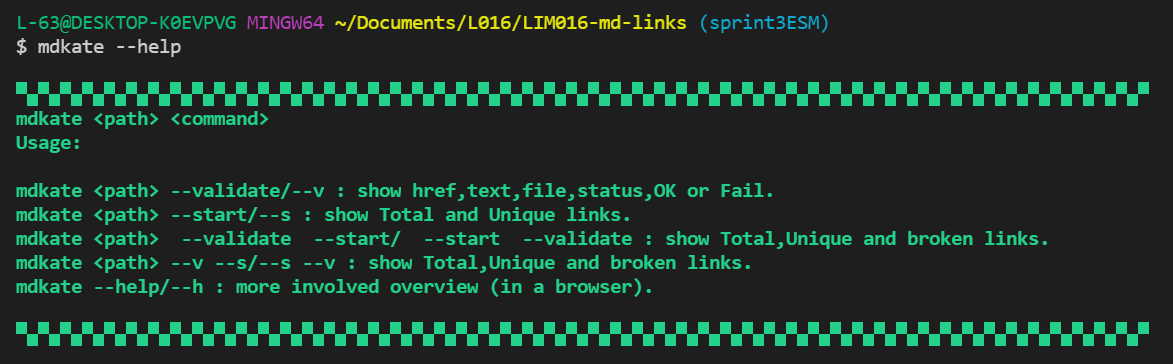 L-63@DESKTOP-K0EVPVG MINGW64 ~/Documents/L016/LIM016-md-links (sprint3ESM)
$ mdkate --help
mdkate <path> <command>
Usage:
mdkate <path> --validate/--v : show href,text,file,status,OK or Fail.
mdkate <path> --start/--s : show Total and Unique links.
mdkate <path>  --validate  --start/  --start  --validate : show Total,Unique and broken links.
mdkate <path> --v --s/--s --v : show Total,Unique and broken links.
mdkate --help/--h : more involved overview (in a browser).